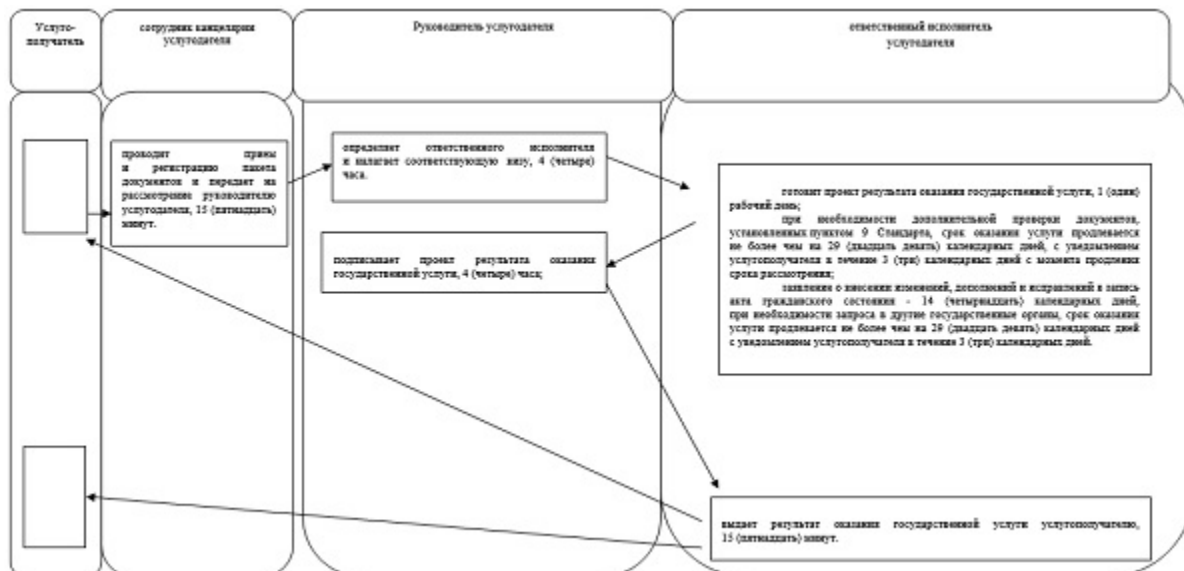 Услуго-
получатель
сотрудник канцелярии
услугодателя
Руководитель услугодателя
ответственный исполнитель
услугодателя
проводит прием
и регистрацию пакета
документов и передает на
рассмотрение руководителю
услугодателя, 15 (пятнадцать)
минут.
определяет ответственного исполнителя
и налагает соответствующую визу, 4 (четыре)
часа.
подписывает проект результата оказания
государственной услуги, 4 (четыре) часа;
готовит проект результата оказания государственной услуги, 1 (один)
рабочий день;
при необходимости дополнительной проверки документов,
установленных пунктом 9 Стандарта, срок оказания услуги продлевается
не более чем на 29 (двадцать девять) календарных дней, с уведомлением
услугополучателя в течение 3 (три) календарных дней с момента продления
срока рассмотрения;
заявление о внесении изменений, дополнений и исправлений в запись
акта гражданского состояния - 14 (четырнадцать) календарных дней,
при необходимости запроса в другие государственные органы, срок оказания
услуги продлевается не более чем на 29 (двадцать девять) календарных дней
с уведомлением услугополучателя в течение 3 (три) календарных дней.
выдает результат оказания государственной услуги услугополучателю,
15 (пятнадцать) минут.